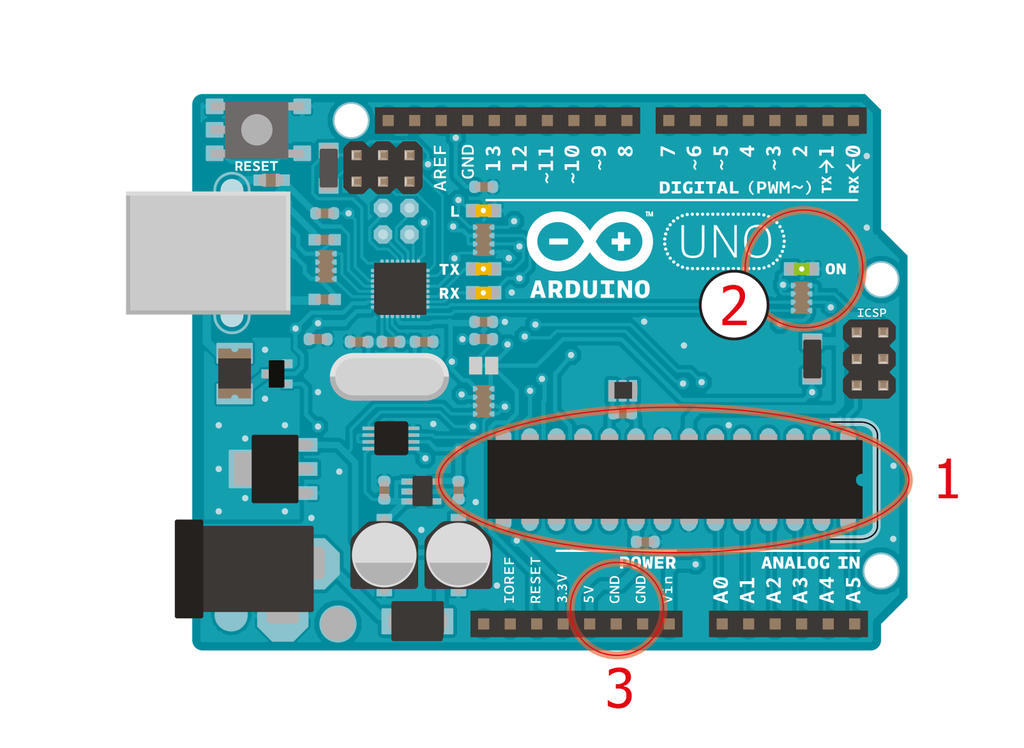 RESET
AREF
GND
13
12
~11
~10
~9
8
7
~6
~5
4
~3
2
TX→1
RX←0
DIGITAL (PWM~)
L
TX
RX
™
UNO
ARDUINO
ON
2
ICSP
1
POWER
ANALOG IN
IOREF
RESET
3.3V
5V
GND
GND
Vin
A0
A1
A2
A3
A4
A5
3